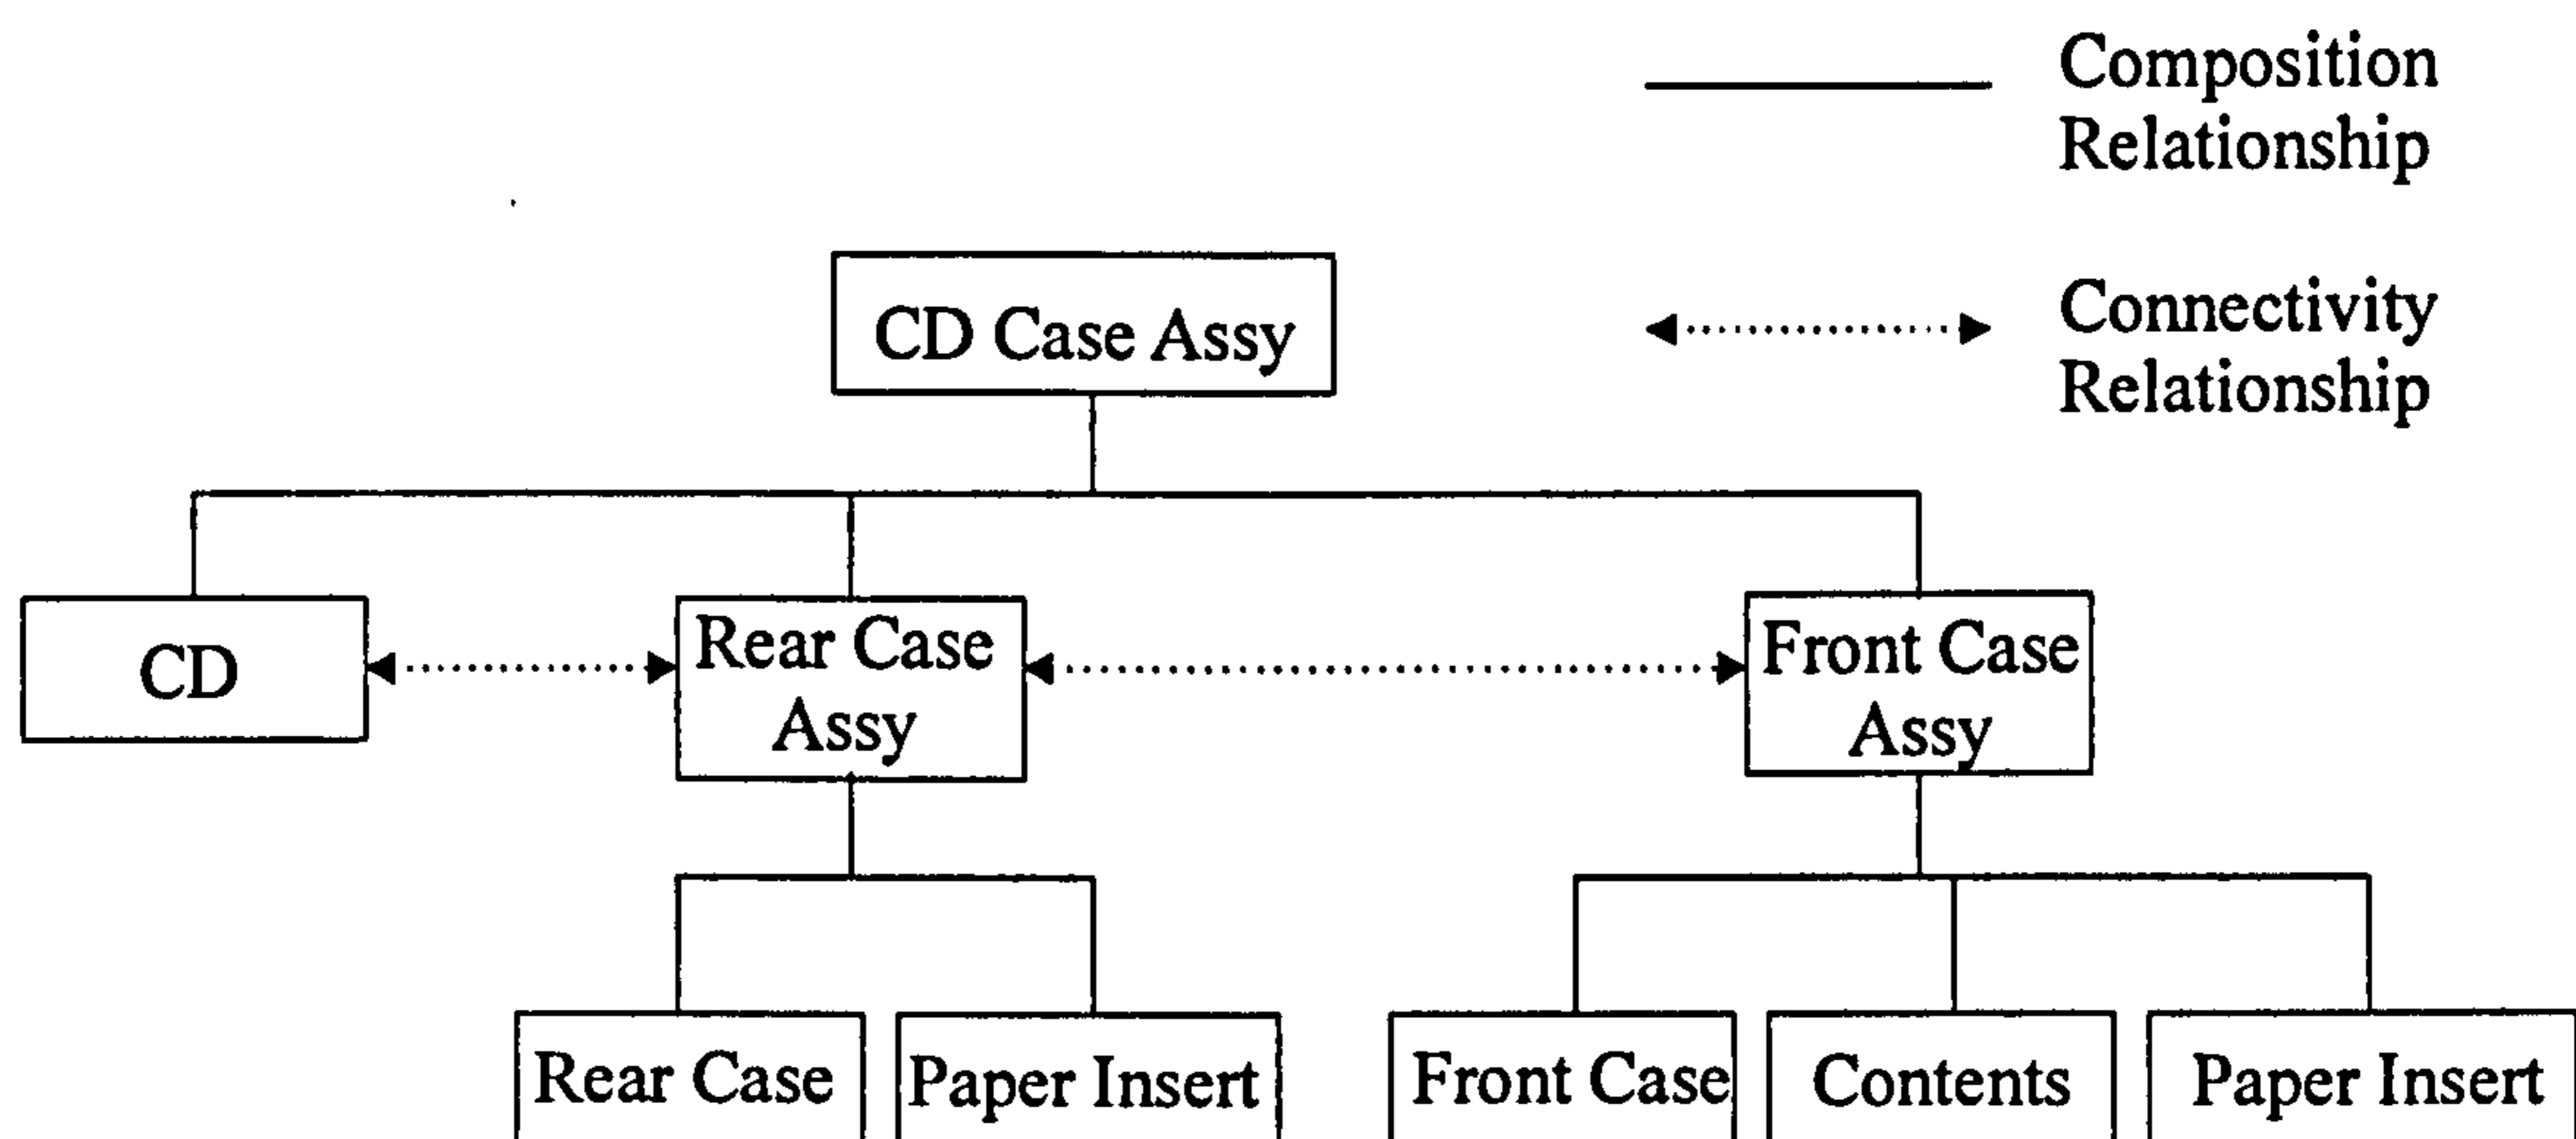 Composition
Relationship
Connectivity
Relationship
CD Case Assy
CD
Rear Case
Assy
Front Case
Assy
Rear Case
Paper Insert
Front Case
Contents
Paper Insert